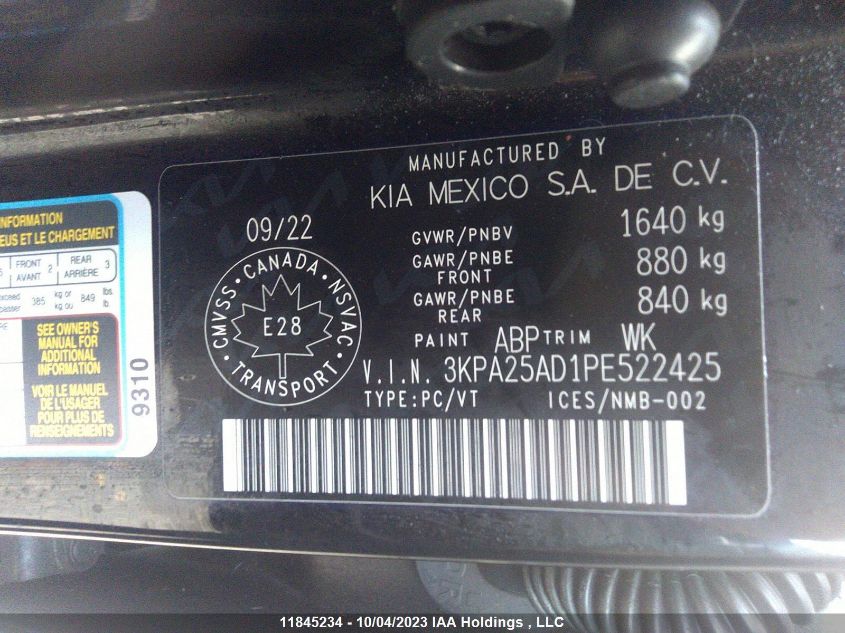 MANUFACTURED BY
KIA MEXICO S.A. DE C.V.
09/22
GVWR/PNBV 1640 kg
GAWR/PNBE FRONT 880 kg
GAWR/PNBE REAR 840 kg
PAINT ABP TRIM WK
CMVSS • CANADA • NSVAC • TRANSPORT •
E28
V.I.N. 3KPA25AD1PE522425
TYPE:PC/VT ICES/NMB-002
INFORMATION
ET LE CHARGEMENT
5 FRONT AVANT 2 REAR ARRIÈRE 3
385 kg or kg ou 849 lbs. lb
SEE OWNER'S
MANUAL FOR
ADDITIONAL
INFORMATION
VOIR LE MANUEL
DE L'USAGER
POUR PLUS DE
RENSEIGNEMENTS
9310
11845234 - 10/04/2023 IAA Holdings , LLC